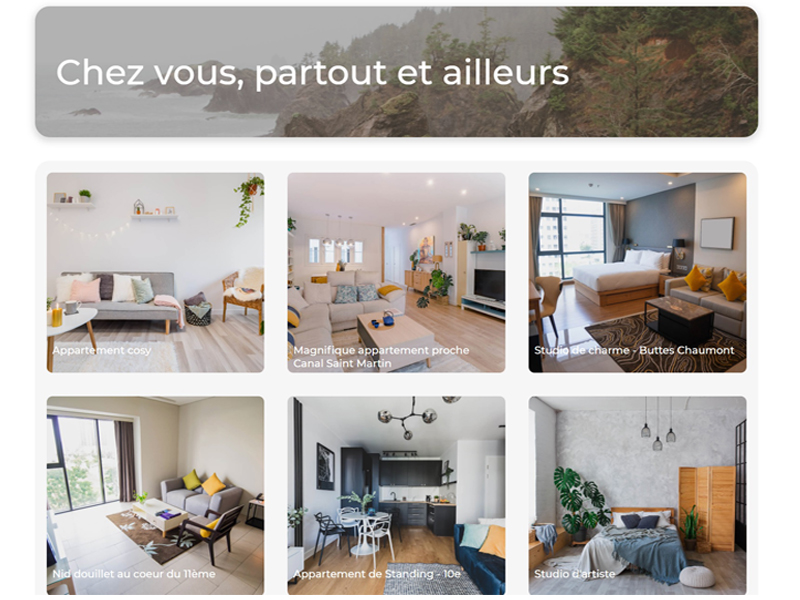 Chez vous, partout et ailleurs
Appartement cosy
Magnifique appartement proche
Canal Saint Martin
Studio de charme - Buttes Chaumont
Nid douillet au coeur du 11ème
Appartement de Standing - 10e
Studio d'artiste